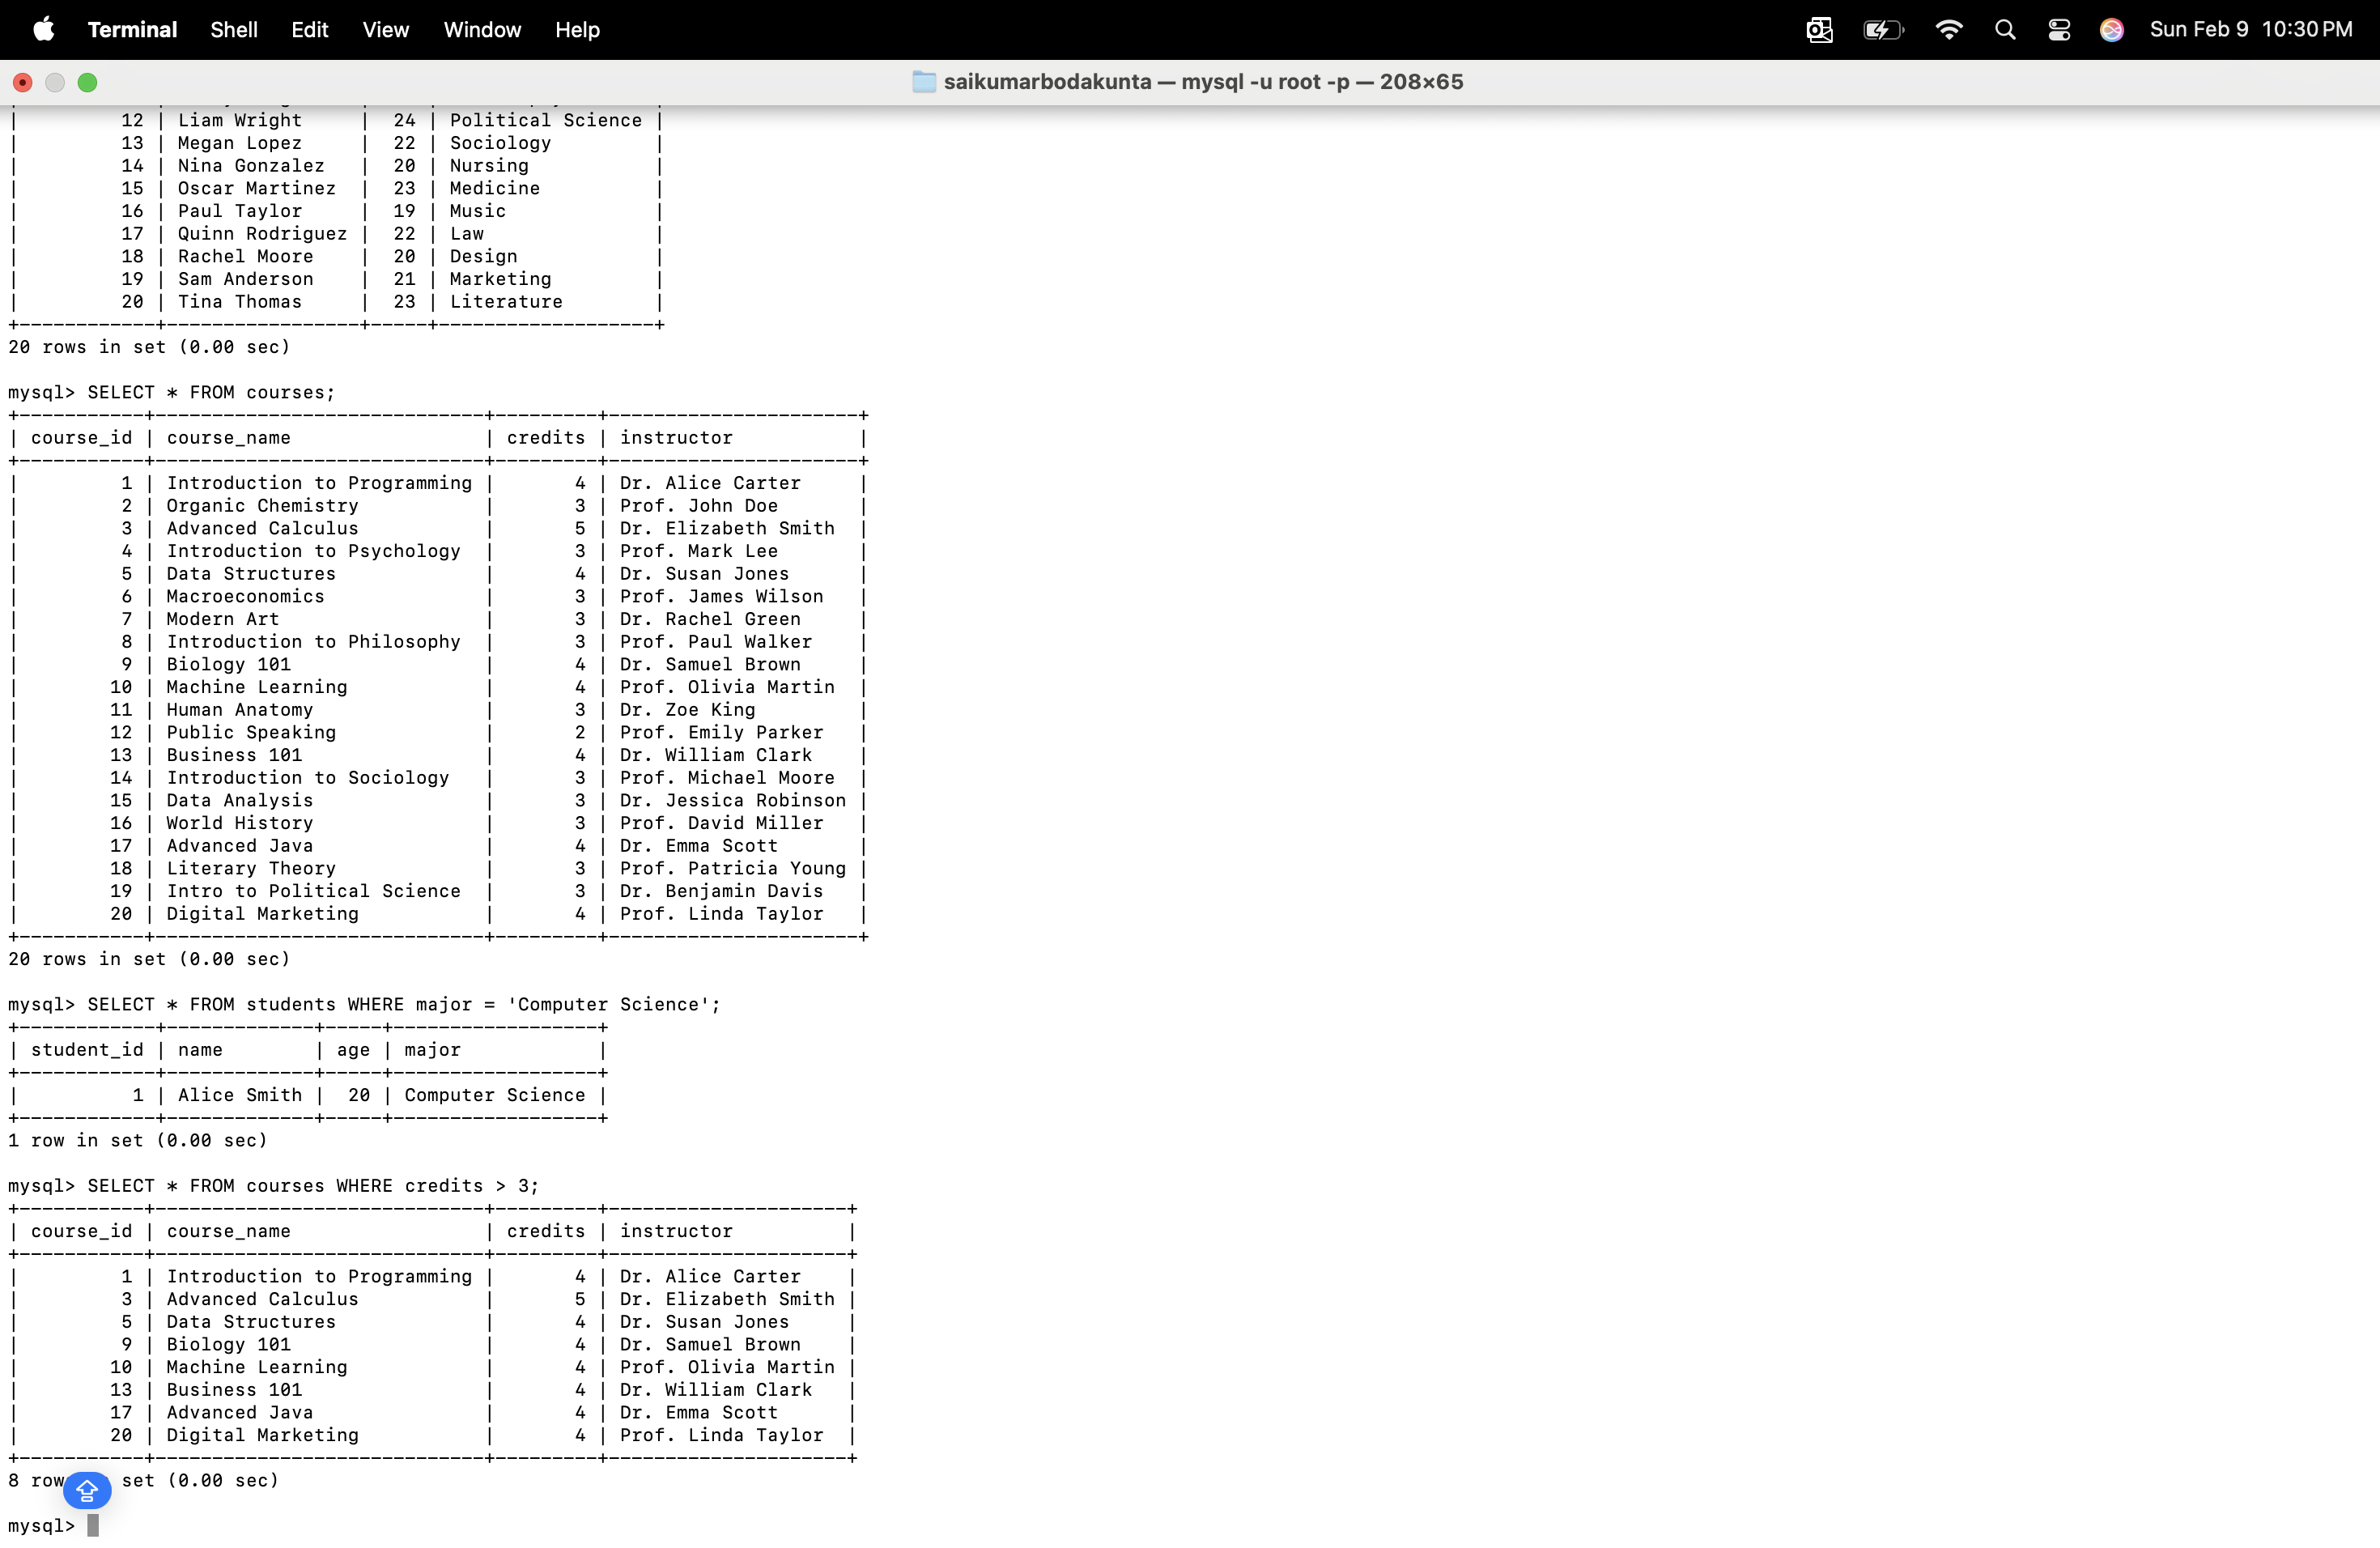 Terminal Shell Edit View Window Help Sun Feb 9 10:30 PM
saikumarbodakunta — mysql -u root -p — 208×65
| 12 | Liam Wright | 24 | Political Science |
| 13 | Megan Lopez | 22 | Sociology |
| 14 | Nina Gonzalez | 20 | Nursing |
| 15 | Oscar Martinez | 23 | Medicine |
| 16 | Paul Taylor | 19 | Music |
| 17 | Quinn Rodriguez | 22 | Law |
| 18 | Rachel Moore | 20 | Design |
| 19 | Sam Anderson | 21 | Marketing |
| 20 | Tina Thomas | 23 | Literature |
+------------+-----------------+-----+-------------------+
20 rows in set (0.00 sec)
mysql> SELECT * FROM courses;
+-----------+-----------------------------+---------+----------------------+
| course_id | course_name | credits | instructor |
+-----------+-----------------------------+---------+----------------------+
| 1 | Introduction to Programming | 4 | Dr. Alice Carter |
| 2 | Organic Chemistry | 3 | Prof. John Doe |
| 3 | Advanced Calculus | 5 | Dr. Elizabeth Smith |
| 4 | Introduction to Psychology | 3 | Prof. Mark Lee |
| 5 | Data Structures | 4 | Dr. Susan Jones |
| 6 | Macroeconomics | 3 | Prof. James Wilson |
| 7 | Modern Art | 3 | Dr. Rachel Green |
| 8 | Introduction to Philosophy | 3 | Prof. Paul Walker |
| 9 | Biology 101 | 4 | Dr. Samuel Brown |
| 10 | Machine Learning | 4 | Prof. Olivia Martin |
| 11 | Human Anatomy | 3 | Dr. Zoe King |
| 12 | Public Speaking | 2 | Prof. Emily Parker |
| 13 | Business 101 | 4 | Dr. William Clark |
| 14 | Introduction to Sociology | 3 | Prof. Michael Moore |
| 15 | Data Analysis | 3 | Dr. Jessica Robinson |
| 16 | World History | 3 | Prof. David Miller |
| 17 | Advanced Java | 4 | Dr. Emma Scott |
| 18 | Literary Theory | 3 | Prof. Patricia Young |
| 19 | Intro to Political Science | 3 | Dr. Benjamin Davis |
| 20 | Digital Marketing | 4 | Prof. Linda Taylor |
+-----------+-----------------------------+---------+----------------------+
20 rows in set (0.00 sec)
mysql> SELECT * FROM students WHERE major = 'Computer Science';
+------------+-------------+-----+------------------+
| student_id | name | age | major |
+------------+-------------+-----+------------------+
| 1 | Alice Smith | 20 | Computer Science |
+------------+-------------+-----+------------------+
1 row in set (0.00 sec)
mysql> SELECT * FROM courses WHERE credits > 3;
+-----------+-----------------------------+---------+---------------------+
| course_id | course_name | credits | instructor |
+-----------+-----------------------------+---------+---------------------+
| 1 | Introduction to Programming | 4 | Dr. Alice Carter |
| 3 | Advanced Calculus | 5 | Dr. Elizabeth Smith |
| 5 | Data Structures | 4 | Dr. Susan Jones |
| 9 | Biology 101 | 4 | Dr. Samuel Brown |
| 10 | Machine Learning | 4 | Prof. Olivia Martin |
| 13 | Business 101 | 4 | Dr. William Clark |
| 17 | Advanced Java | 4 | Dr. Emma Scott |
| 20 | Digital Marketing | 4 | Prof. Linda Taylor |
+-----------+-----------------------------+---------+---------------------+
8 row set (0.00 sec)
mysql>